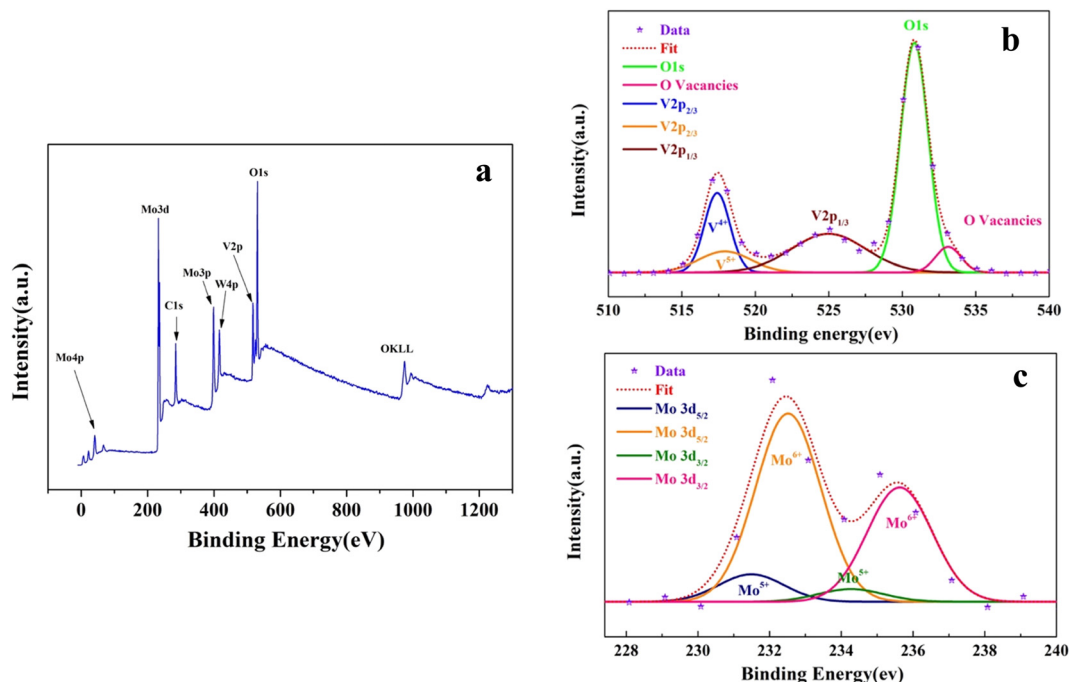 a
O1s
Mo3d
V2p
Mo3p
W4p
C1s
Mo4p
OKLL
Intensity(a.u.)
0 200 400 600 800 1000 1200
Binding Energy(eV)
b
Data
Fit
O1s
O Vacancies
V2p2/3
V2p2/3
V2p1/3
O1s
V2p1/3
O Vacancies
V4+
V5+
Intensity(a.u.)
510 515 520 525 530 535 540
Binding energy(ev)
c
Data
Fit
Mo 3d5/2
Mo 3d5/2
Mo 3d3/2
Mo 3d3/2
Mo6+
Mo6+
Mo5+
Mo5+
Intensity(a.u.)
228 230 232 234 236 238 240
Binding Energy(ev)